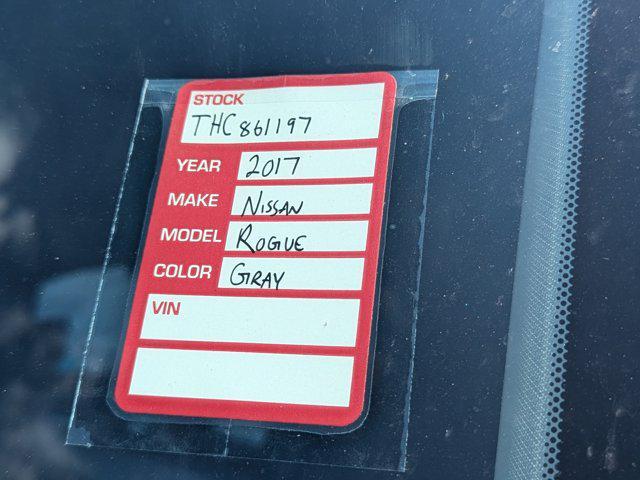 STOCK
THC861197
YEAR 2017
MAKE NISSAN
MODEL ROGUE
COLOR GRAY
VIN